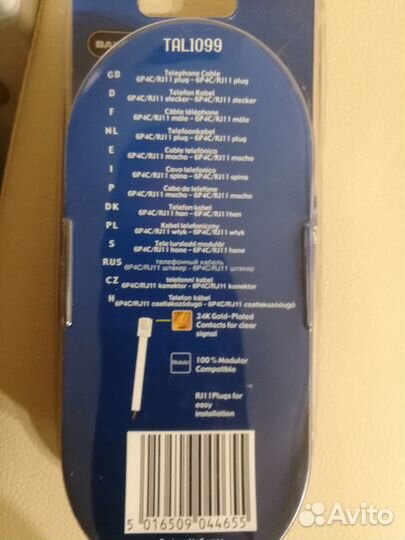 TAL1099
GB Telephone Cable
6P4C/RJ11 plug - 6P4C/RJ11 plug
D Telefon Kabel
6P4C/RJ11 stecker- 6P4C/RJ11 stecker
F Câble téléphone
6P4C/RJ11 mâle - 6P4C/RJ11 mâle
NL Telefoonkabel
6P4C/RJ11 plug - 6P4C/RJ11 plug
E Cable telefónico
6P4C/RJ11 macho - 6P4C/RJ11 macho
I Cavo telefonico
6P4C/RJ11 spina - 6P4C/RJ11 spina
P Cabo de telefone
6P4C/RJ11 macho - 6P4C/RJ11 macho
DK Telefon kabel
6P4C/RJ11 han - 6P4C/RJ11 han
PL Kabel telefoniczny
6P4C/RJ11 wtyk - 6P4C/RJ11 wtyk
S Tele lursladd modulär
6P4C/RJ11 hane - 6P4C/RJ11 hane
RUS телефонный кабель
6P4C/RJ11 штекер - 6P4C/RJ11 штекер
CZ telefonní kabel
6P4C/RJ11 konektor - 6P4C/RJ11 konektor
H Telefon kábel
6P4C/RJ11 csatlakozódugó - 6P4C/RJ11 csatlakozódugó
24K Gold-Plated
Contacts for clear
signal
Modular
100% Modular
Compatible
RJ11 Plugs for
easy
installation
5 016509 044655
Avito